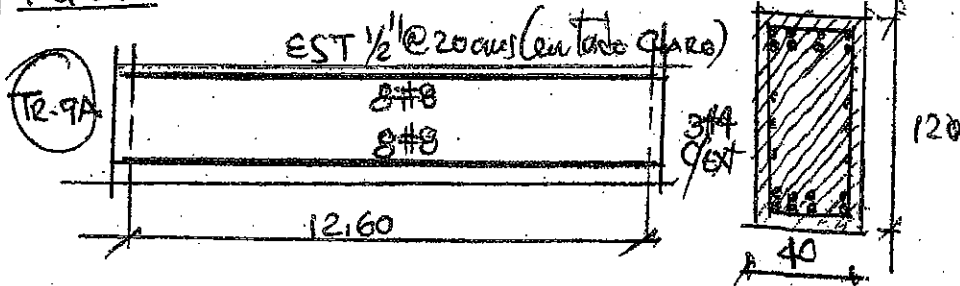 EST 1/2" @ 20cms (en todo CLARO)
TR-9A
8#8
8#8
3#4
C/EXT
120
12.60
40